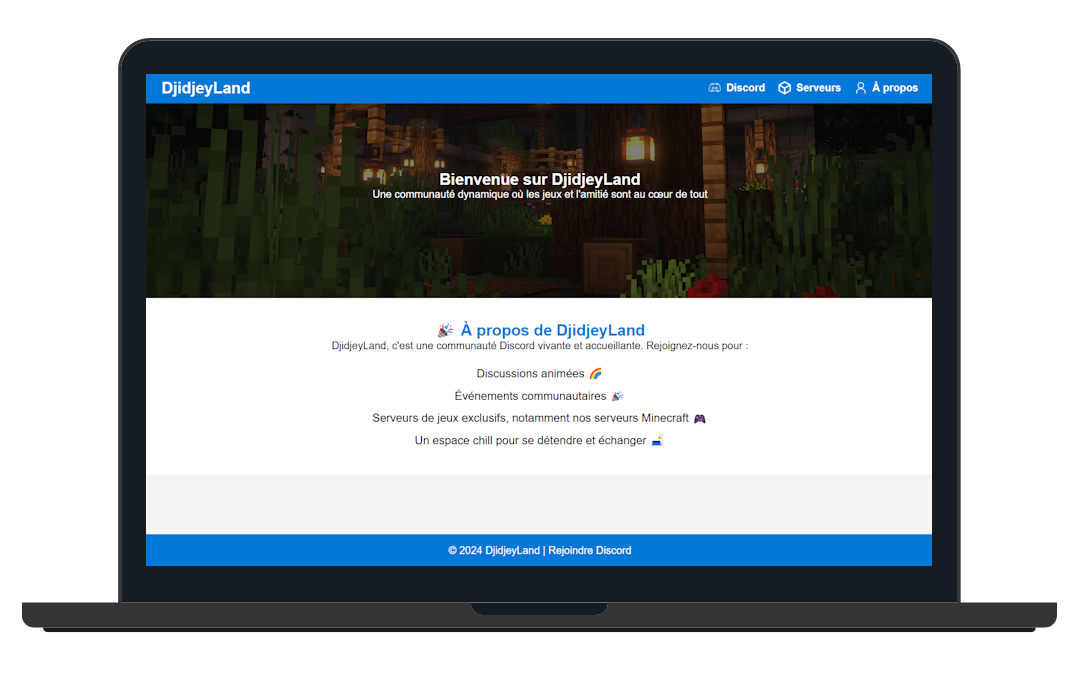 DjidjeyLand
Discord
Serveurs
À propos
Bienvenue sur DjidjeyLand
Une communauté dynamique où les jeux et l'amitié sont au cœur de tout
🎉 À propos de DjidjeyLand
DjidjeyLand, c'est une communauté Discord vivante et accueillante. Rejoignez-nous pour :
Discussions animées 🌈
Événements communautaires 🎉
Serveurs de jeux exclusifs, notamment nos serveurs Minecraft 🎮
Un espace chill pour se détendre et échanger 🛋️
© 2024 DjidjeyLand | Rejoindre Discord